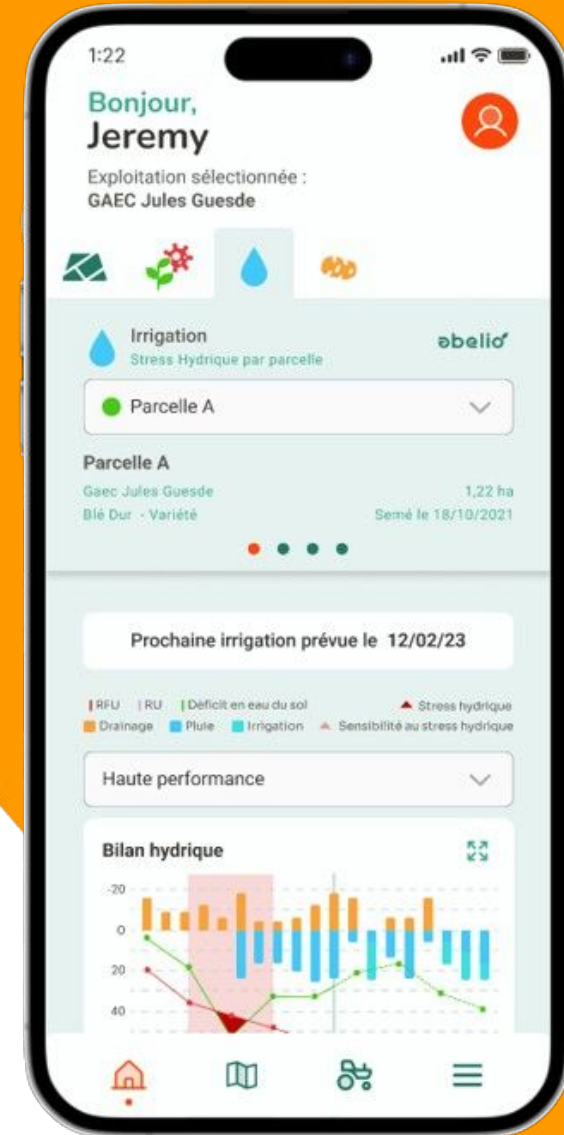 1:22
Bonjour,
Jeremy
Exploitation sélectionnée :
GAEC Jules Guesde
Irrigation
abelio
Stress Hydrique par parcelle
Parcelle A
Parcelle A
Gaec Jules Guesde 1,22 ha
Blé Dur - Variété Semé le 18/10/2021
Prochaine irrigation prévue le 12/02/23
RFU RU Déficit en eau du sol Stress hydrique
Drainage Pluie Irrigation Sensibilité au stress hydrique
Haute performance
Bilan hydrique
-20
0
20
40